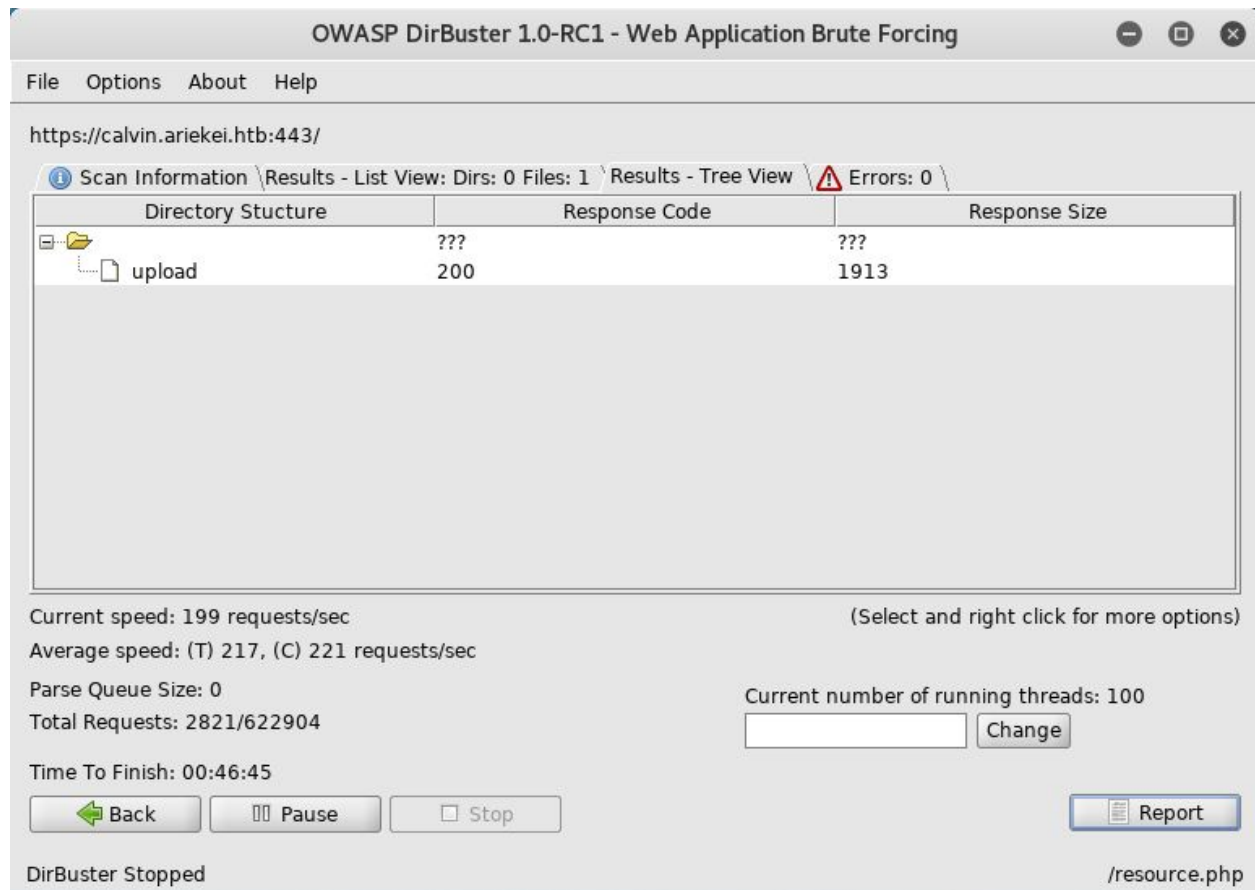 OWASP DirBuster 1.0-RC1 - Web Application Brute Forcing
File Options About Help
https://calvin.ariekei.htb:443/
Scan Information Results - List View: Dirs: 0 Files: 1 Results - Tree View Errors: 0
Directory Stucture Response Code Response Size
??? ???
upload 200 1913
Current speed: 199 requests/sec (Select and right click for more options)
Average speed: (T) 217, (C) 221 requests/sec
Parse Queue Size: 0
Current number of running threads: 100
Total Requests: 2821/622904
Change
Time To Finish: 00:46:45
Back Pause Stop Report
DirBuster Stopped /resource.php